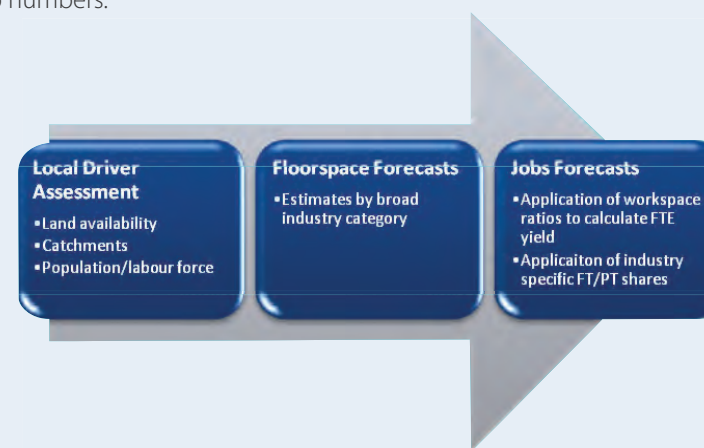 numbers.
Local Driver
Assessment
▪Land availability
▪Catchments
▪Population/labour force
Floorspace Forecasts
▪Estimates by broad
industry category
Jobs Forecasts
▪Application of workspace
ratios to calculate FTE
yield
▪Applicaiton of industry
specific FT/PT shares